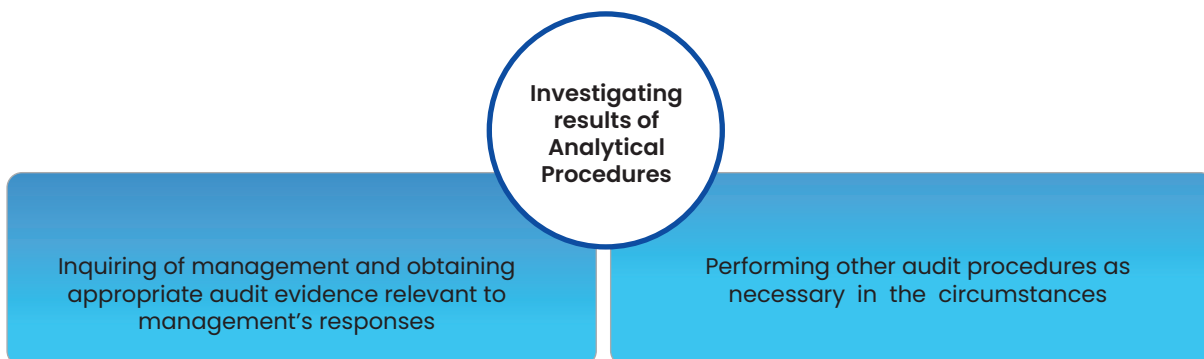 Investigating
results of
Analytical
Procedures
Inquiring of management and obtaining
appropriate audit evidence relevant to
management’s responses
Performing other audit procedures as
necessary in the circumstances